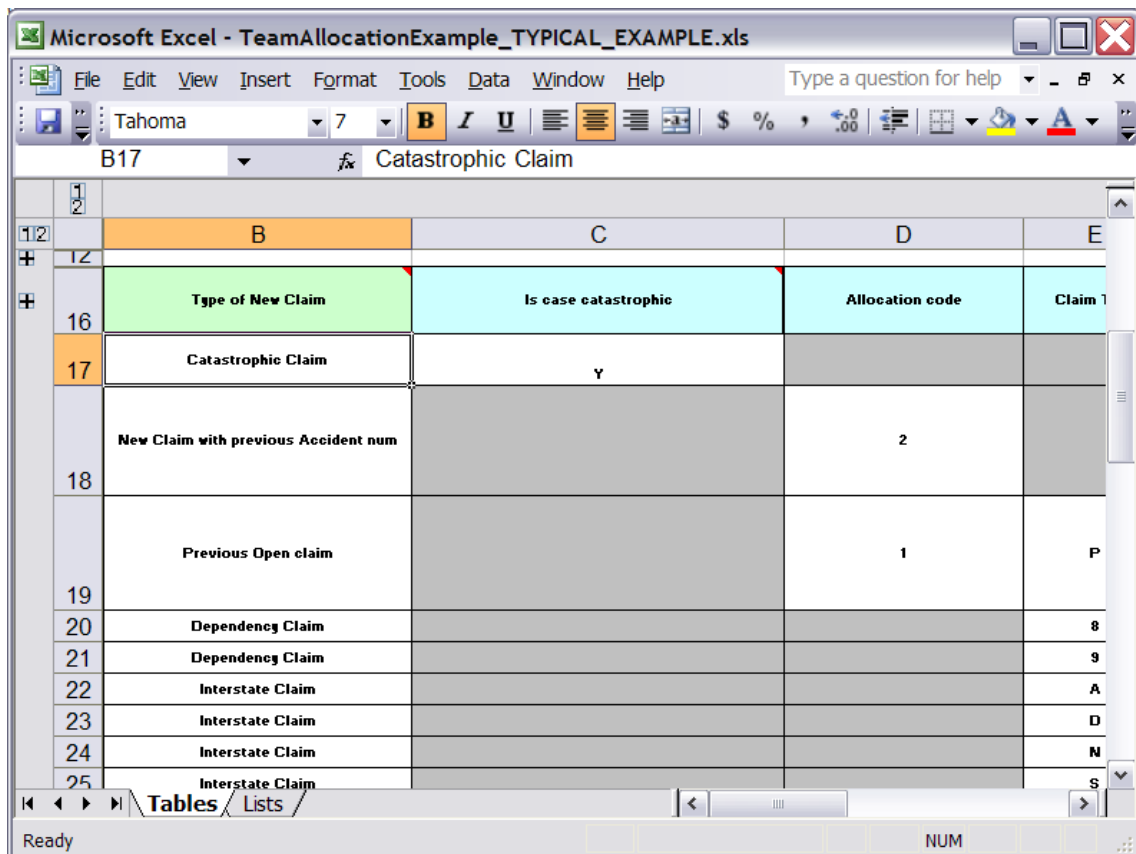 Microsoft Excel - TeamAllocationExample_TYPICAL_EXAMPLE.xls
File Edit View Insert Format Tools Data Window Help Type a question for help
Tahoma 7 B I U $ % , .00
B17 fx Catastrophic Claim
1
2
1 2 B C D E
12
16 Type of New Claim Is case catastrophic Allocation code Claim
17 Catastrophic Claim Y
18 New Claim with previous Accident num 2
19 Previous Open claim 1 P
20 Dependency Claim 8
21 Dependency Claim 9
22 Interstate Claim A
23 Interstate Claim D
24 Interstate Claim N
25 Interstate Claim S
Tables Lists
Ready NUM